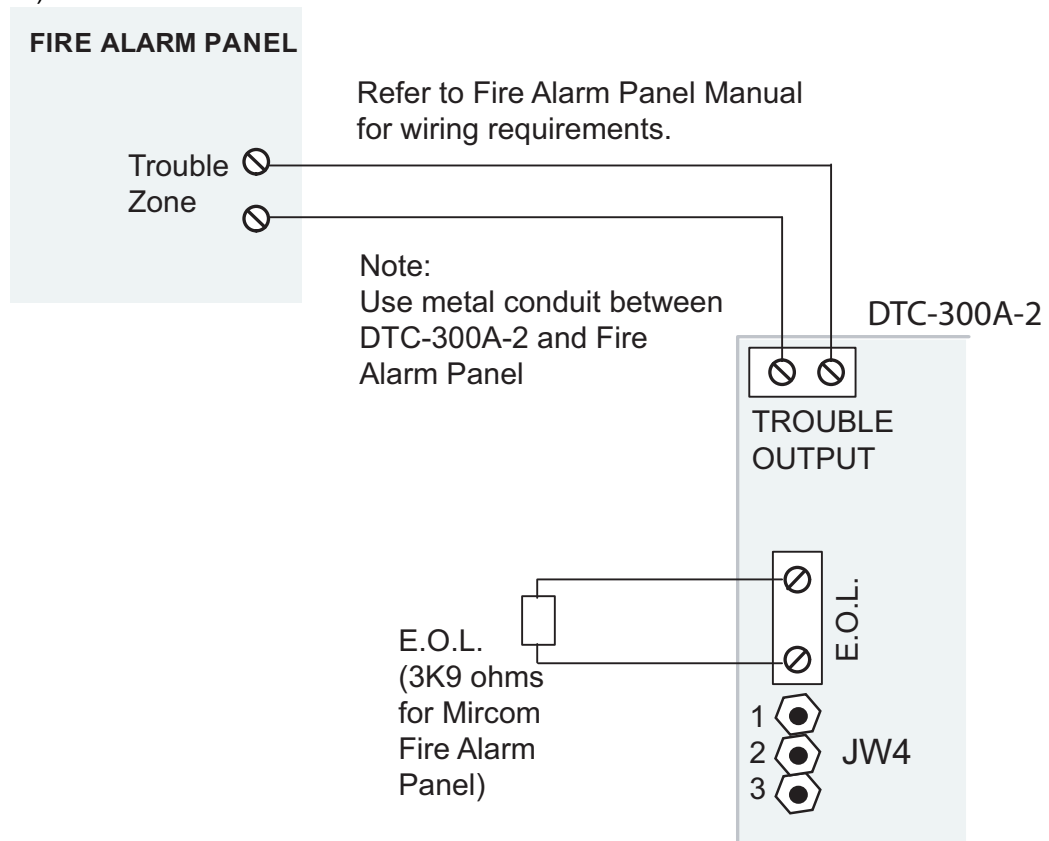 )
FIRE ALARM PANEL
Refer to Fire Alarm Panel Manual
for wiring requirements.
Trouble
Zone
Note:
Use metal conduit between
DTC-300A-2 and Fire
Alarm Panel
DTC-300A-2
TROUBLE
OUTPUT
E.O.L.
E.O.L.
(3K9 ohms
for Mircom
Fire Alarm
Panel)
1
2
3
JW4